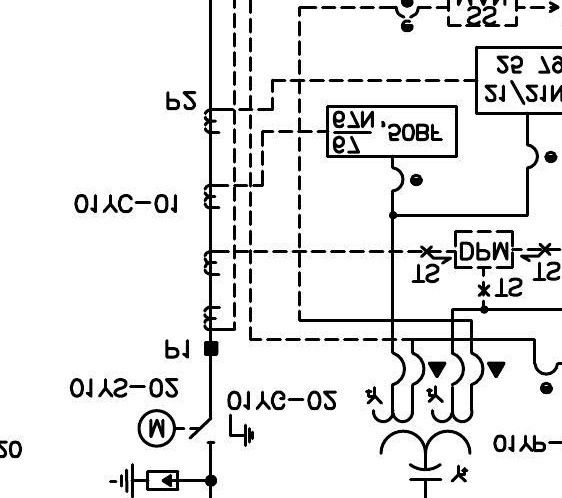 SS
25 79
21/21N
P2
67N
67
,50BF
01YC-01
DPM
TS
TS
TS
P1
01YS-02
01YG-02
M
01YP-
20